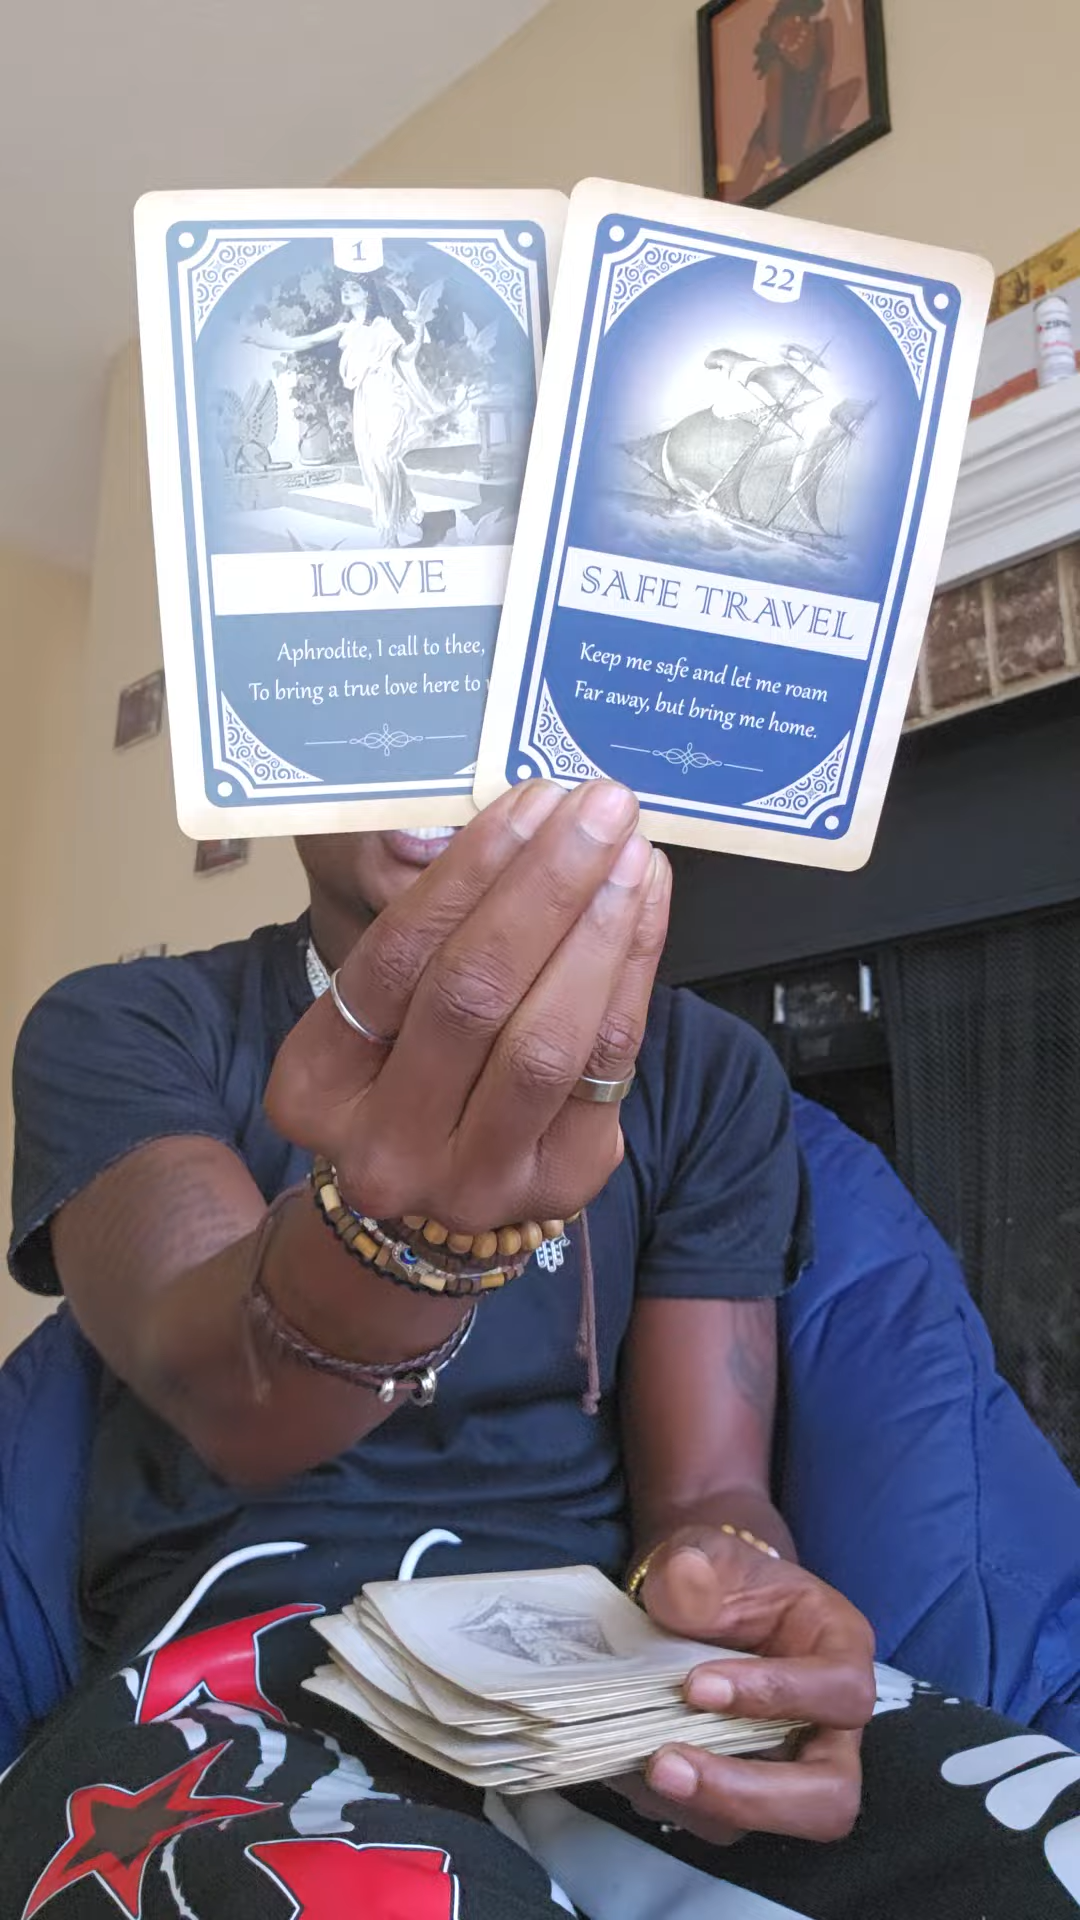 1
LOVE
Aphrodite, I call to thee,
To bring a true love here to
22
SAFE TRAVEL
Keep me safe and let me roam
Far away, but bring me home.